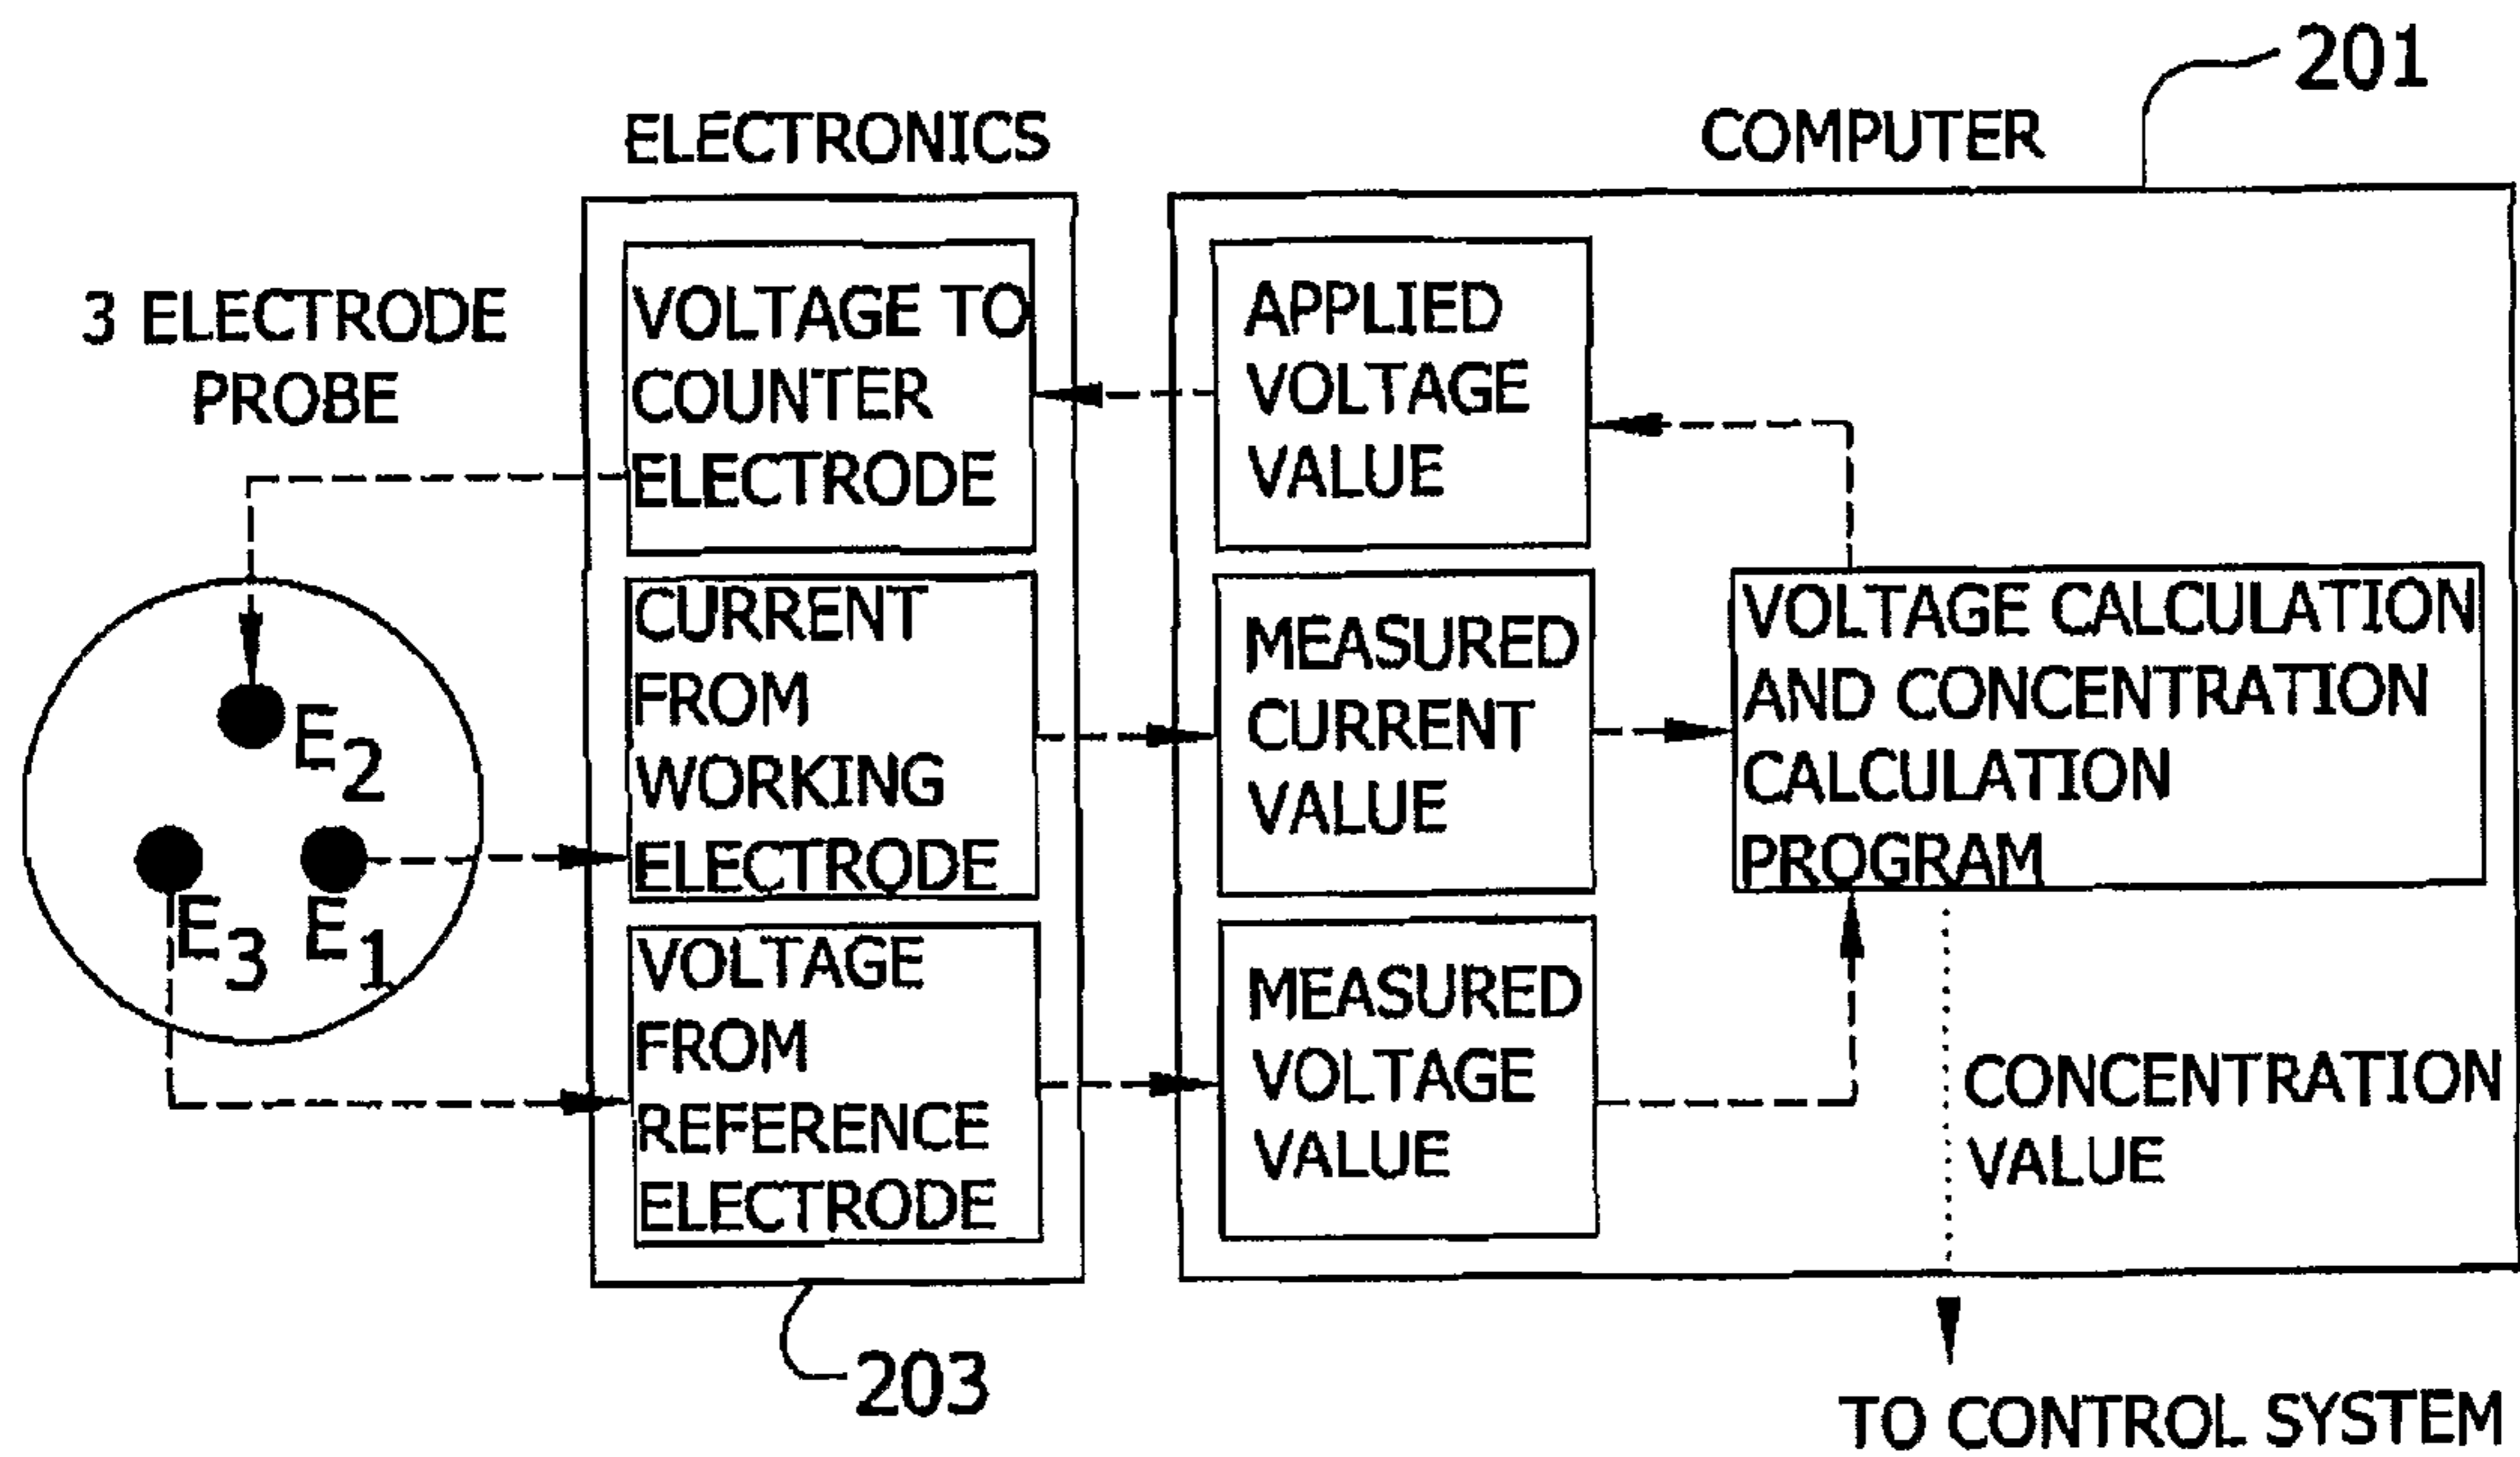 201
ELECTRONICS
COMPUTER
3 ELECTRODE
PROBE
VOLTAGE TO
COUNTER
ELECTRODE
APPLIED
VOLTAGE
VALUE
CURRENT
FROM
WORKING
ELECTRODE
MEASURED
CURRENT
VALUE
VOLTAGE CALCULATION
AND CONCENTRATION
CALCULATION
PROGRAM
E2
E3
E1
VOLTAGE
FROM
REFERENCE
ELECTRODE
MEASURED
VOLTAGE
VALUE
CONCENTRATION
VALUE
203
TO CONTROL SYSTEM